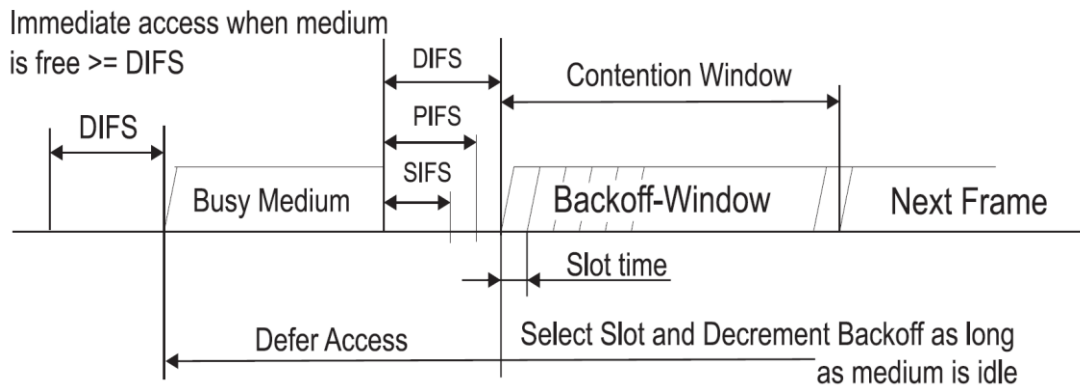 Immediate access when medium
is free >= DIFS
DIFS
DIFS
PIFS
SIFS
Contention Window
Busy Medium
Backoff-Window
Next Frame
Slot time
Defer Access
Select Slot and Decrement Backoff as long
as medium is idle